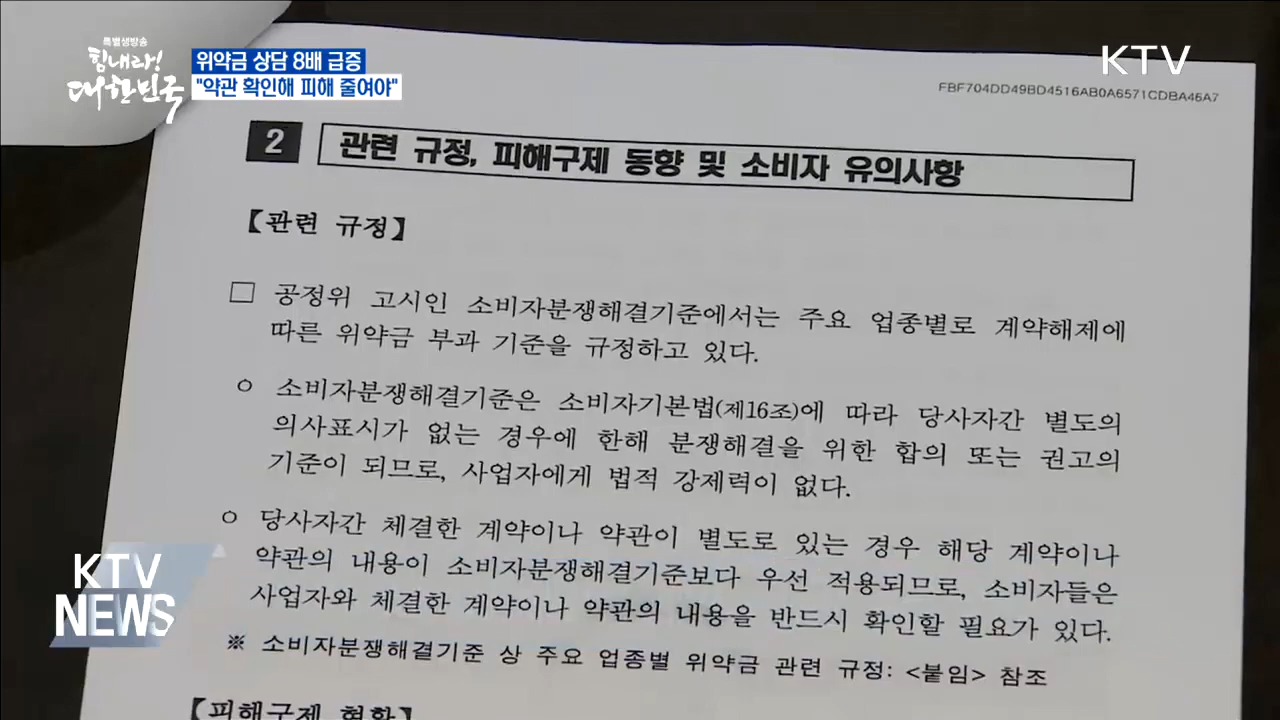 특별생방송
힘내라!
대한민국
위약금 상담 8배 급증
"약관 확인해 피해 줄여야"
KTV
FBF704DD49BD4516AB0A6571CDBA46A7
2 관련 규정, 피해구제 동향 및 소비자 유의사항
【관련 규정】
□ 공정위 고시인 소비자분쟁해결기준에서는 주요 업종별로 계약해제에
따른 위약금 부과 기준을 규정하고 있다.
○ 소비자분쟁해결기준은 소비자기본법(제16조)에 따라 당사자간 별도의
의사표시가 없는 경우에 한해 분쟁해결을 위한 합의 또는 권고의
기준이 되므로, 사업자에게 법적 강제력이 없다.
○ 당사자간 체결한 계약이나 약관이 별도로 있는 경우 해당 계약이나
약관의 내용이 소비자분쟁해결기준보다 우선 적용되므로, 소비자들은
사업자와 체결한 계약이나 약관의 내용을 반드시 확인할 필요가 있다.
※ 소비자분쟁해결기준 상 주요 업종별 위약금 관련 규정: <붙임> 참조
【피해구제 현황】
KTV
NEWS